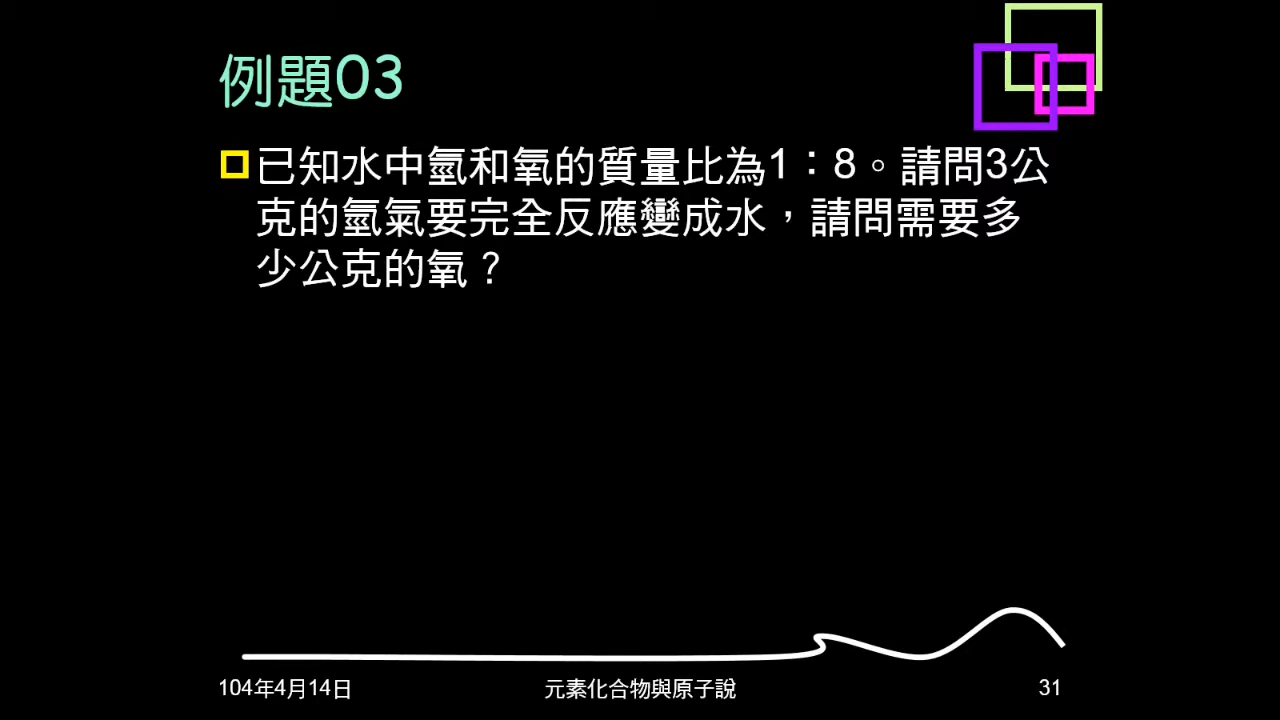 例題03
已知水中氫和氧的質量比為1：8。請問3公
克的氫氣要完全反應變成水，請問需要多
少公克的氧？
104年4月14日
元素化合物與原子說
31